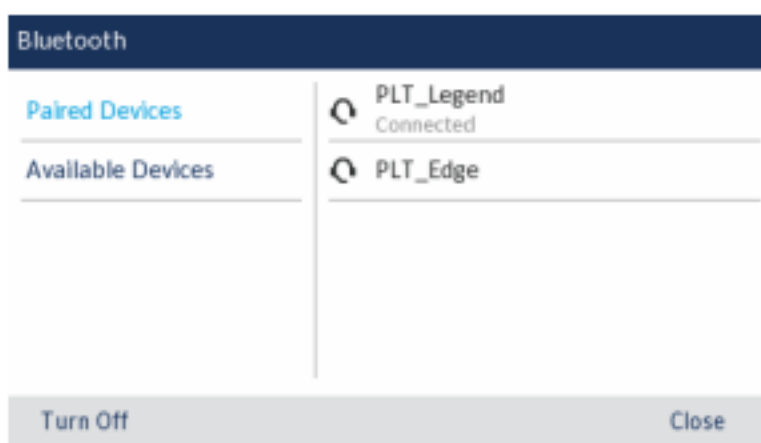 Bluetooth
Paired Devices
PLT_Legend
Connected
Available Devices
PLT_Edge
Turn Off
Close